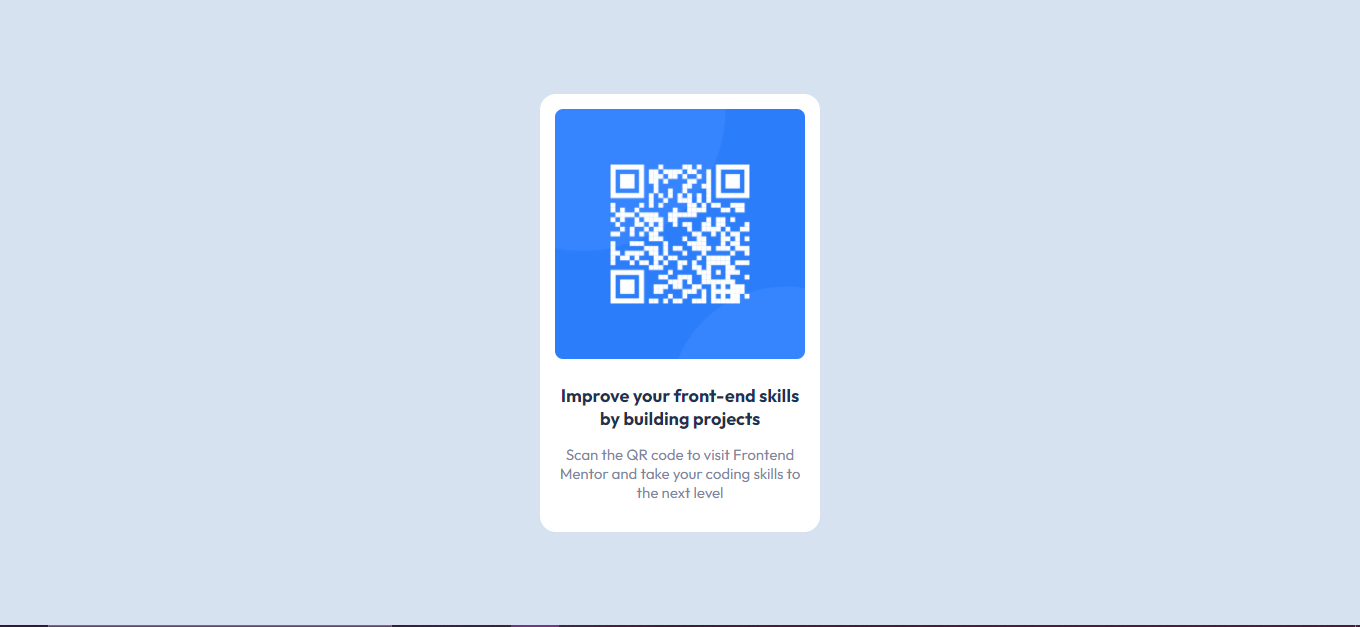 Improve your front-end skills
by building projects
Scan the QR code to visit Frontend
Mentor and take your coding skills to
the next level